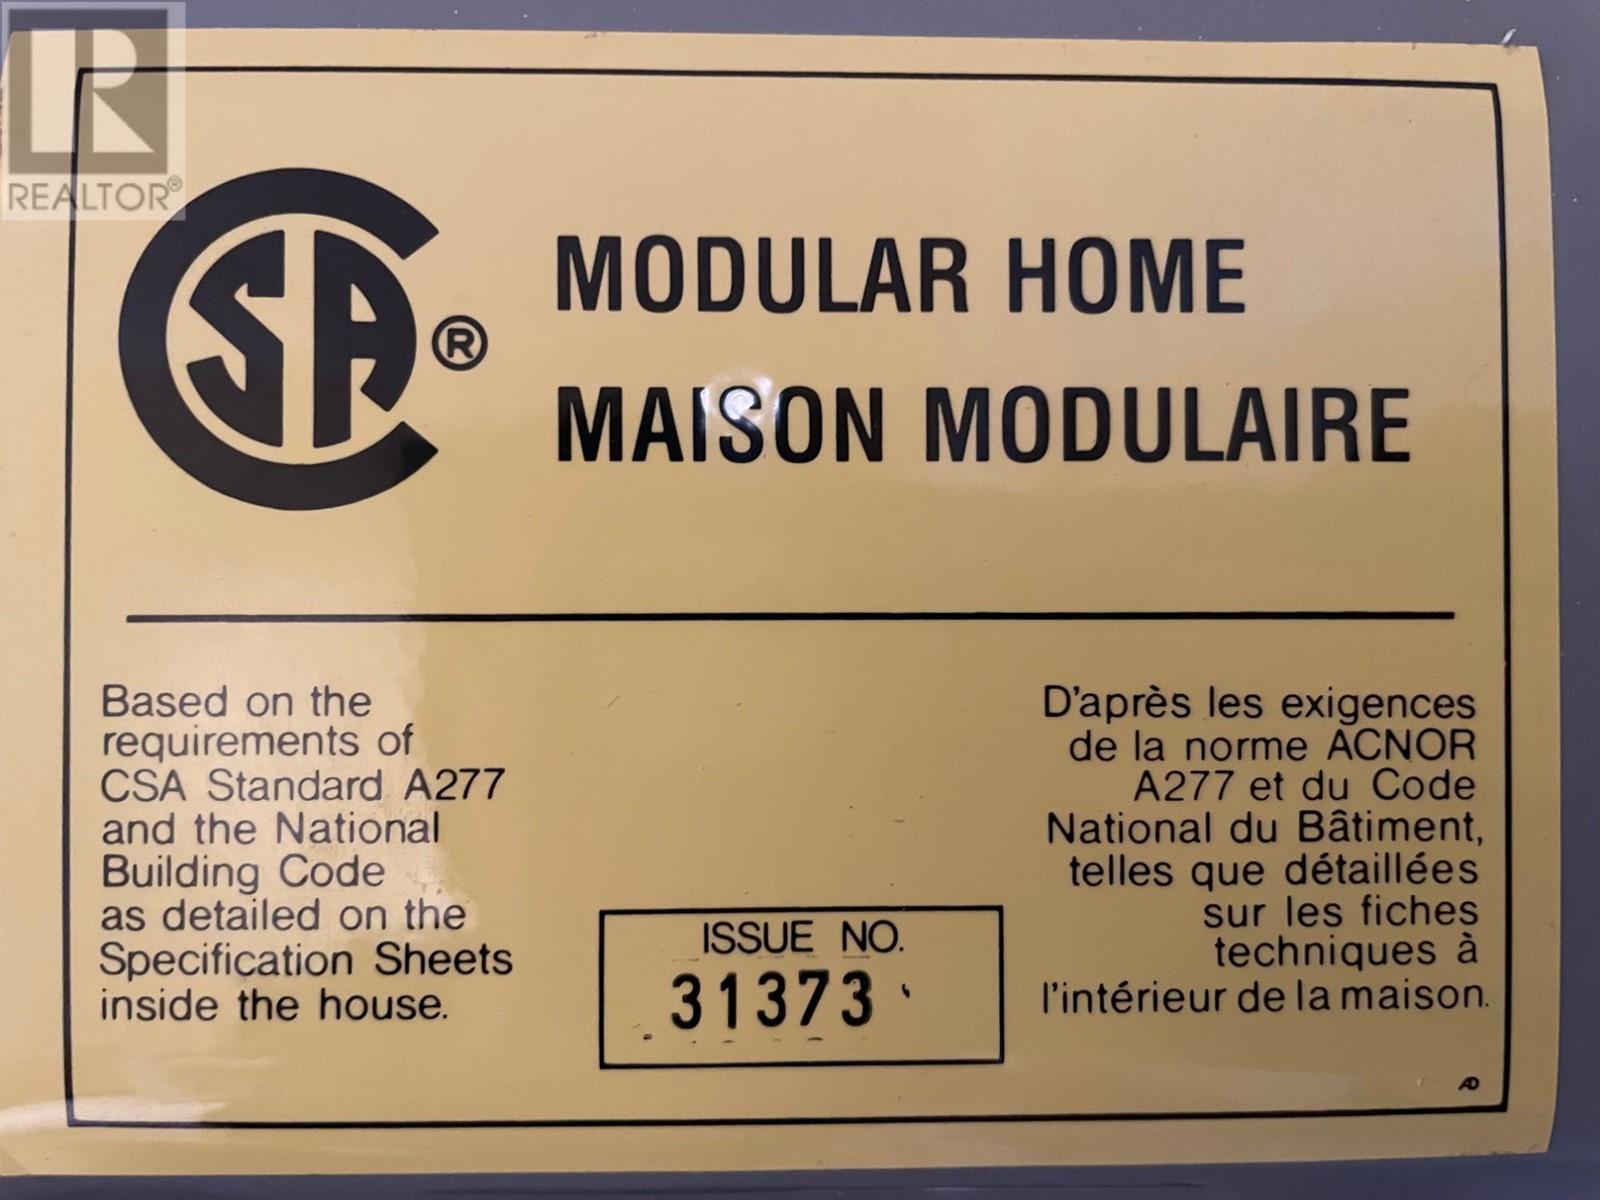 REALTOR®
CSA®
MODULAR HOME
MAISON MODULAIRE
Based on the
requirements of
CSA Standard A277
and the National
Building Code
as detailed on the
Specification Sheets
inside the house.
ISSUE NO.
31373
D'après les exigences
de la norme ACNOR
A277 et du Code
National du Bâtiment,
telles que détaillées
sur les fiches
techniques à
l'intérieur de la maison.
AD